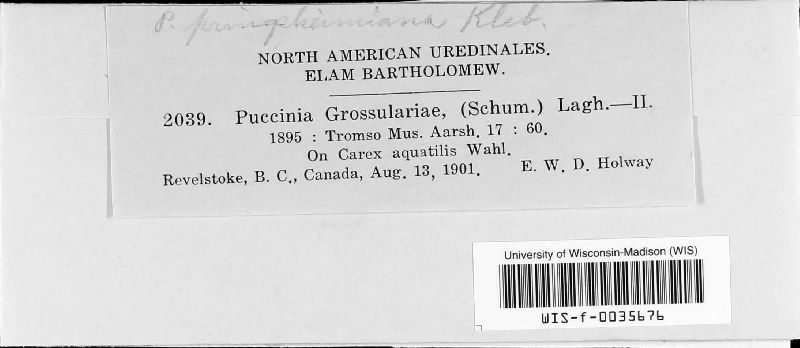 P. pringsheimiana Kleb.
NORTH AMERICAN UREDINALES.
ELAM BARTHOLOMEW.
2039. Puccinia Grossulariae, (Schum.) Lagh.—II.
1895 : Tromso Mus. Aarsh. 17 : 60.
On Carex aquatilis Wahl.
Revelstoke, B. C., Canada, Aug. 13, 1901. E. W. D. Holway
University of Wisconsin-Madison (WIS)
WIS-f-0035676